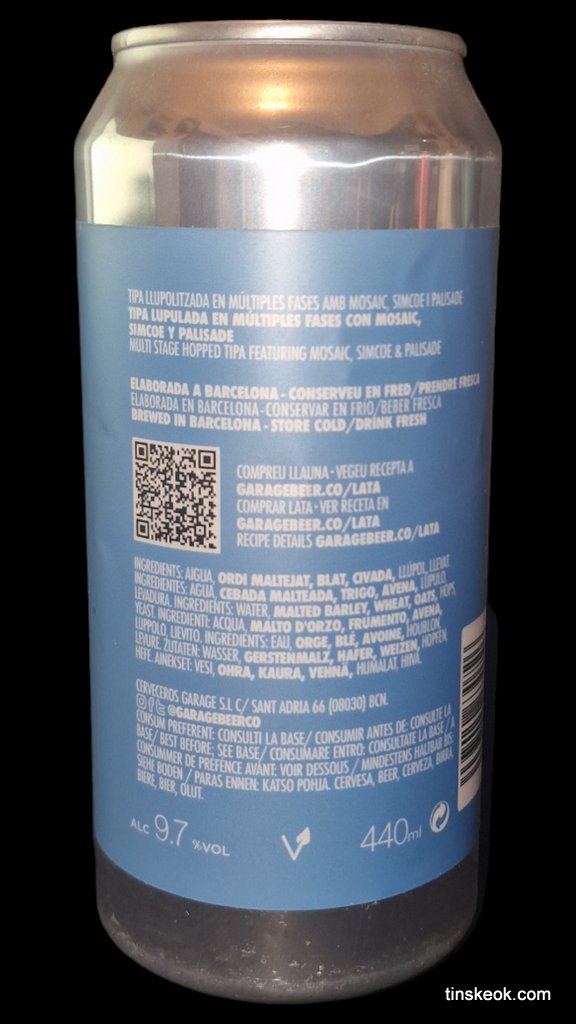 TIPA LLUPOLITZADA EN MÚLTIPLES FASES AMB MOSAIC, SIMCOE I PALISADE
TIPA LUPULADA EN MÚLTIPLES FASES CON MOSAIC,
SIMCOE Y PALISADE
MULTI STAGE HOPPED TIPA FEATURING MOSAIC, SIMCOE & PALISADE
ELABORADA A BARCELONA - CONSERVEU EN FRED/PRENDRE FRESCA
ELABORADA EN BARCELONA - CONSERVAR EN FRIO/BEBER FRESCA
BREWED IN BARCELONA - STORE COLD/DRINK FRESH
COMPREU LLAUNA - VEGEU RECEPTA A
GARAGEBEER.CO/LATA
COMPRAR LATA - VER RECETA EN
GARAGEBEER.CO/LATA
RECIPE DETAILS GARAGEBEER.CO/LATA
INGREDIENTS: AIGUA, ORDI MALTEJAT, BLAT, CIVADA, LLÚPOL, LLEVAT.
INGREDIENTES: AGUA, CEBADA MALTEADA, TRIGO, AVENA, LÚPULO,
LEVADURA. INGREDIENTS: WATER, MALTED BARLEY, WHEAT, OATS, HOPS,
YEAST. INGREDIENTI: ACQUA, MALTO D'ORZO, FRUMENTO, AVENA,
LUPPOLO, LIEVITO. INGREDIÉNTS: EAU, ORGE, BLÉ, AVOINE, HOUBLON,
LEVURE. ZUTATEN: WASSER, GERSTENMALZ, HAFER, WEIZEN, HOPFEN,
HEFE. AINEKSET: VESI, OHRA, KAURA, VEHNÄ, HUMALAT, HIIVA.
CERVECEROS GARAGE S.L C/ SANT ADRIA 66 (08030) BCN.
@GARAGEBEERCO
CONSUM PREFERENT: CONSULTI LA BASE/ CONSUMIR ANTES DE: CONSULTE LA
BASE/ BEST BEFORE; SEE BASE/ CONSUMARE ENTRO: CONSULTATE LA BASE/ A
CONSUMMER DE PREFÉNCE AVANT: VOIR DESSOUS/ MINDESTENS HALTBAR BIS:
SIEHE BODEN/ PARAS ENNEN: KATSO POHJA. CERVESA, BEER, CERVEZA, BIRRA,
BIÈRE, BIER, OLUT.
ALC 9.7 %VOL
440ml
tinskeok.com